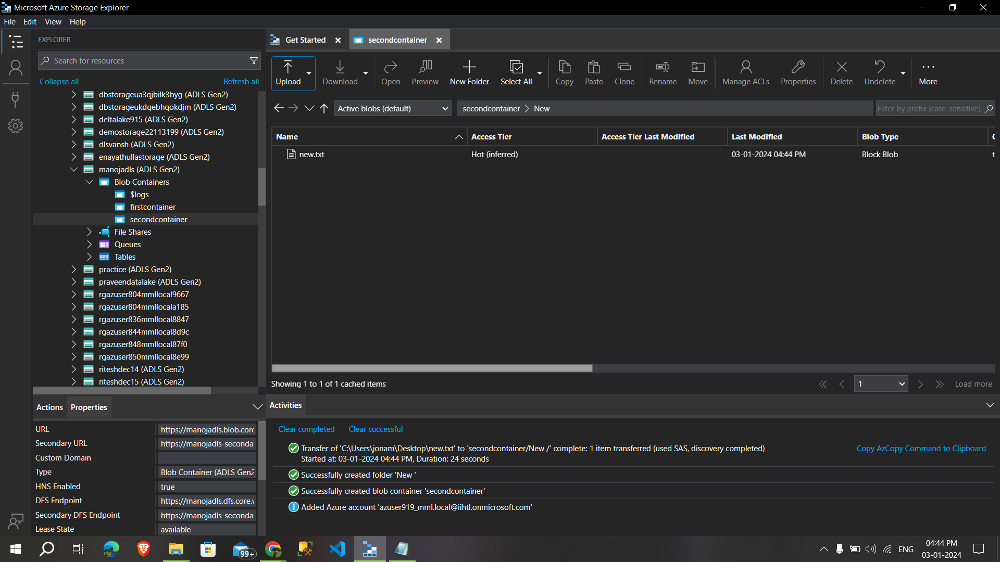 Microsoft Azure Storage Explorer
File Edit View Help
EXPLORER
Search for resources
Collapse all Refresh all
dbstorageua3qjbilk3byg (ADLS Gen2)
dbstorageukdqebhqokdjm (ADLS Gen2)
deltalake915 (ADLS Gen2)
demostorage22113199 (ADLS Gen2)
dlsvansh (ADLS Gen2)
enayathullastorage (ADLS Gen2)
manojadls (ADLS Gen2)
Blob Containers
$logs
firstcontainer
secondcontainer
File Shares
Queues
Tables
practice (ADLS Gen2)
praveendatalake (ADLS Gen2)
rgazuser804mmllocal9667
rgazuser804mmllocala185
rgazuser836mmllocal8847
rgazuser844mmllocal8d9c
rgazuser848mmllocal87f0
rgazuser850mmllocal8e99
riteshdec14 (ADLS Gen2)
riteshdec15 (ADLS Gen2)
Actions Properties
URL https://manojadls.blob.core
Secondary URL https://manojadls-seconda
Custom Domain
Type Blob Container (ADLS Gen2
HNS Enabled true
DFS Endpoint https://manojadls.dfs.core.w
Secondary DFS Endpoint https://manojadls-seconda
Lease State available
Get Started secondcontainer
Upload Download Open Preview New Folder Select All Copy Paste Clone Rename Move Manage ACLs Properties Delete Undelete More
Active blobs (default) secondcontainer New Filter by prefix (case-sensitive)
Name Access Tier Access Tier Last Modified Last Modified Blob Type
new.txt Hot (inferred) 03-01-2024 04:44 PM Block Blob
Showing 1 to 1 of 1 cached items 1 Load more
Activities
Clear completed Clear successful
Transfer of 'C:\Users\jonam\Desktop\new.txt' to 'secondcontainer/New /' complete: 1 item transferred (used SAS, discovery completed) Copy AzCopy Command to Clipboard
Started at: 03-01-2024 04:44 PM, Duration: 24 seconds
Successfully created folder 'New '
Successfully created blob container 'secondcontainer'
Added Azure account 'azuser919_mml.local@iihtl.onmicrosoft.com'
99+
ENG
04:44 PM
03-01-2024